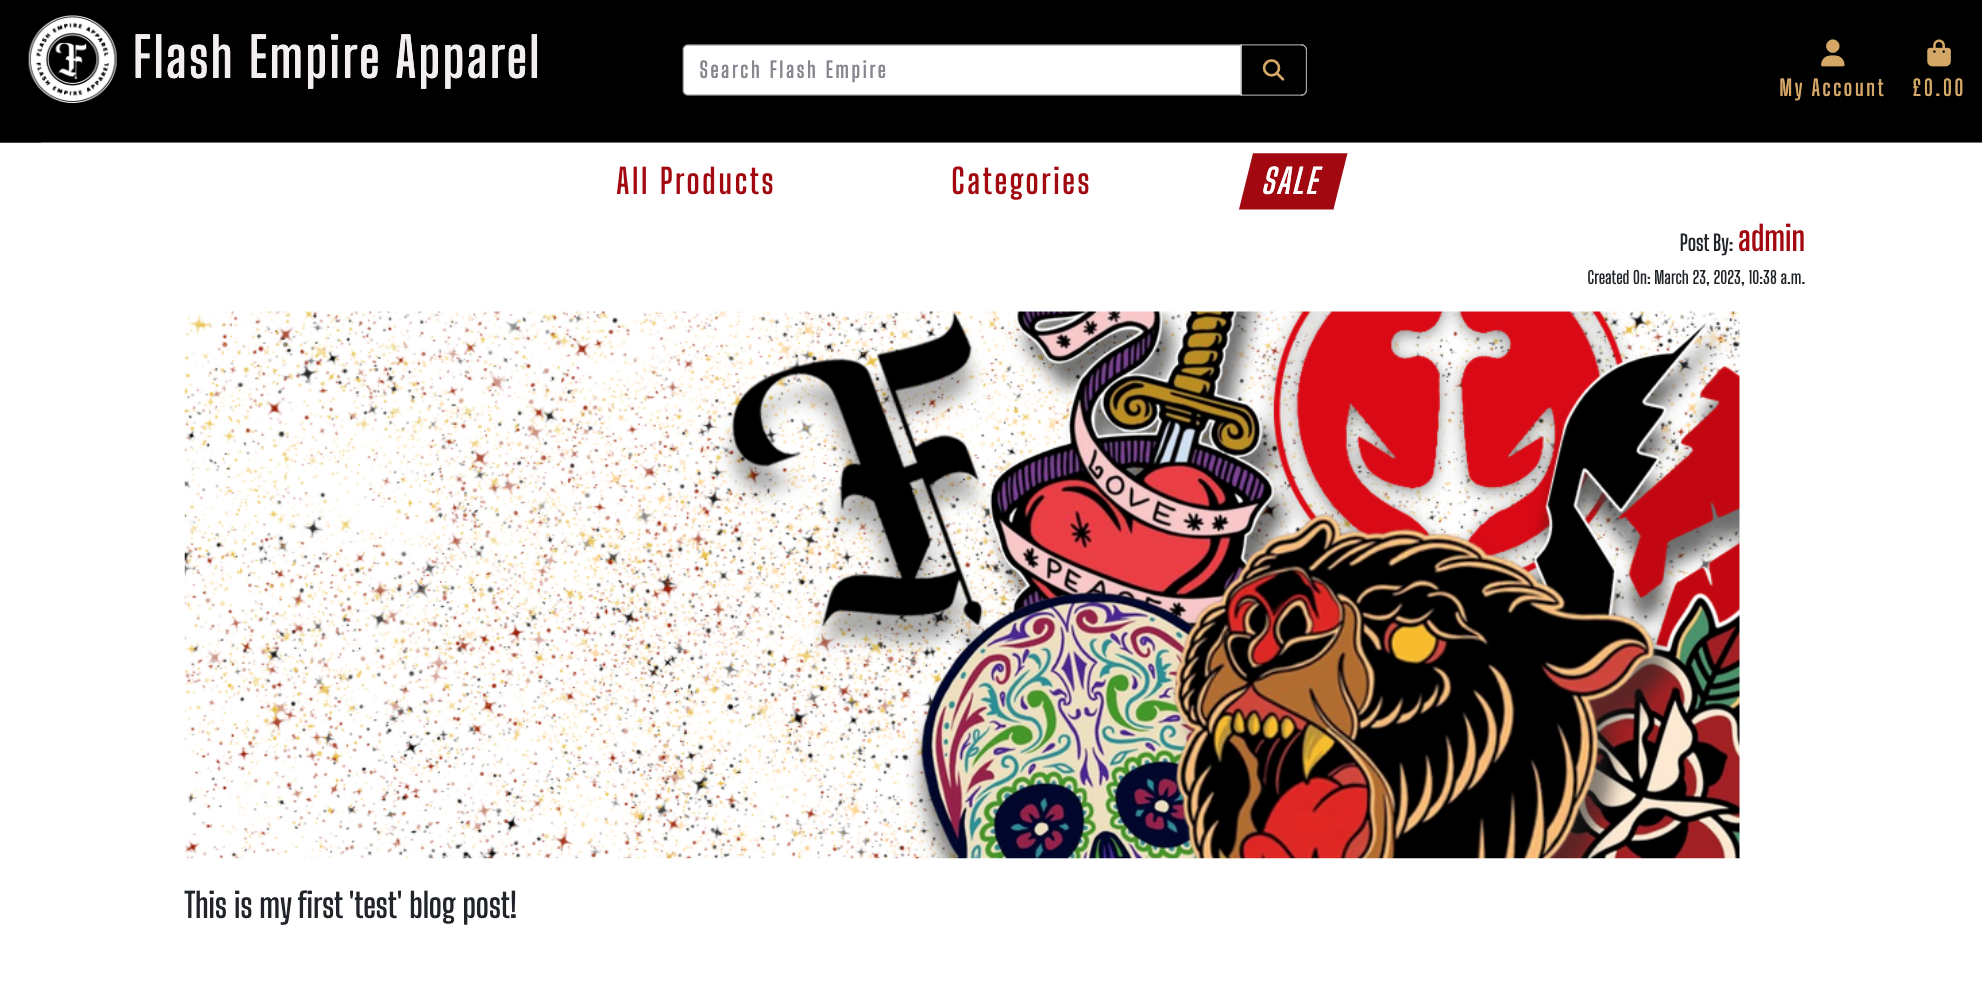 FLASH EMPIRE APPAREL
FLASH EMPIRE APPAREL
F
Flash Empire Apparel
Search Flash Empire
My Account
£0.00
All Products
Categories
SALE
Post By: admin
Created On: March 23, 2023, 10:38 a.m.
F
LOVE
PEACE
This is my first 'test' blog post!